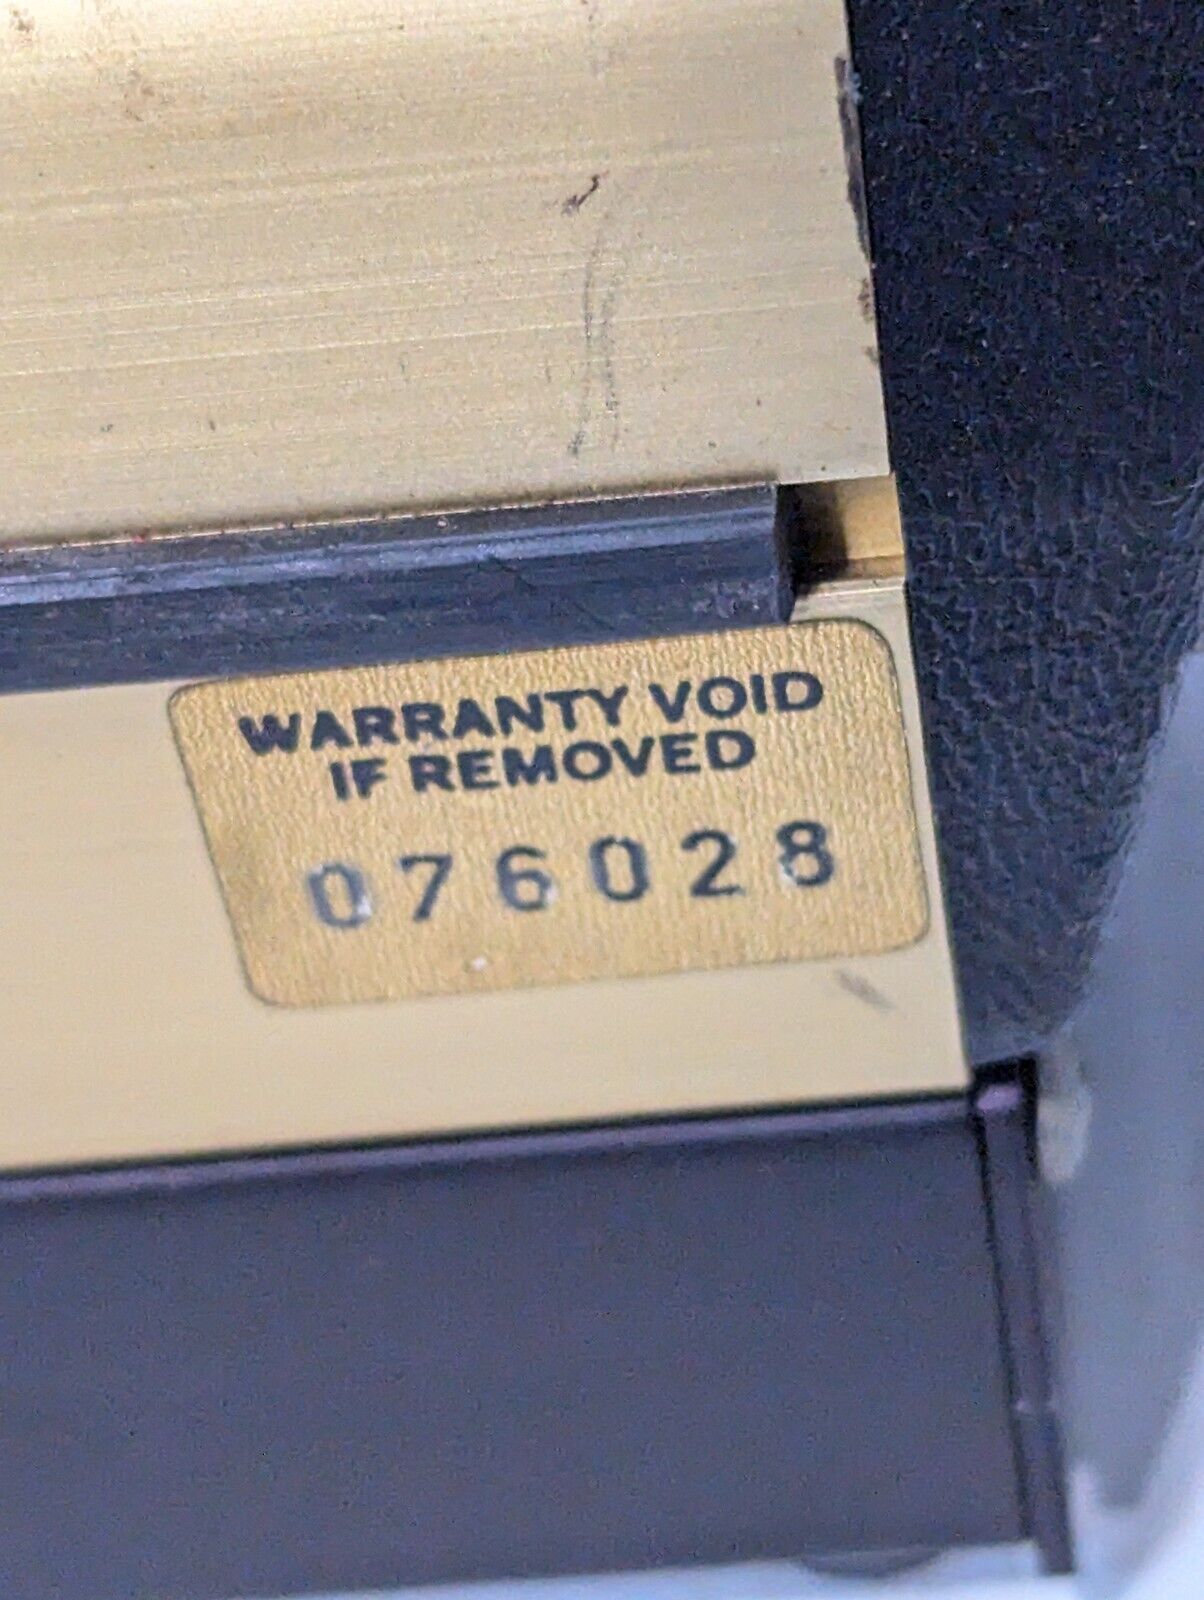 WARRANTY VOID
IF REMOVED
076028